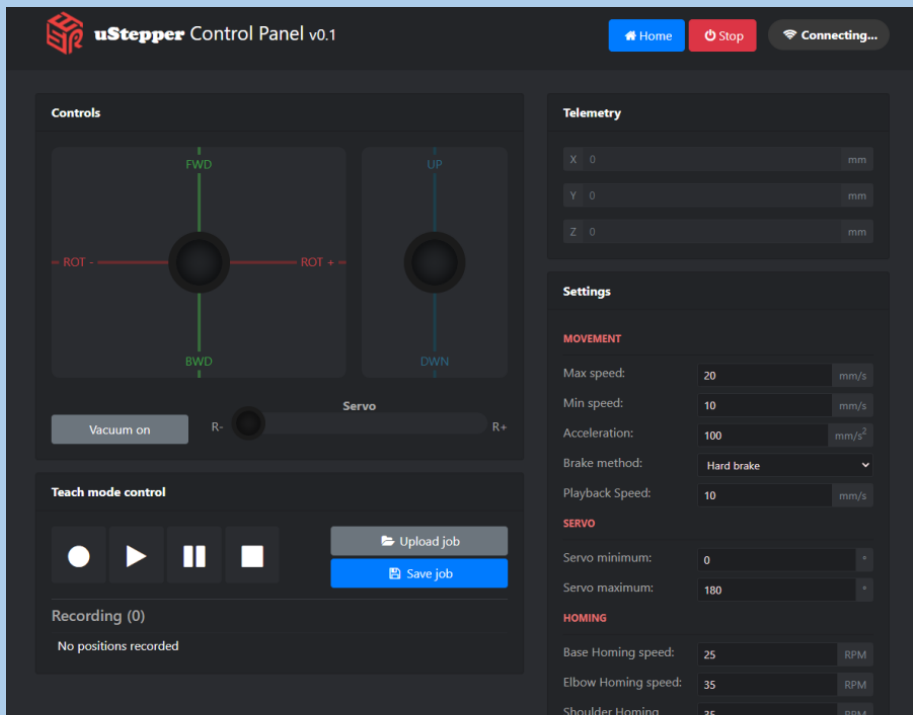 uStepper Control Panel v0.1
Home
Stop
Connecting...
Controls
FWD
ROT -
ROT +
BWD
UP
DWN
Vacuum on
Servo
R-
R+
Teach mode control
Upload job
Save job
Recording (0)
No positions recorded
Telemetry
X 0 mm
Y 0 mm
Z 0 mm
Settings
MOVEMENT
Max speed: 20 mm/s
Min speed: 10 mm/s
Acceleration: 100 mm/s²
Brake method: Hard brake
Playback Speed: 10 mm/s
SERVO
Servo minimum: 0 °
Servo maximum: 180 °
HOMING
Base Homing speed: 25 RPM
Elbow Homing speed: 35 RPM
Shoulder Homing 35 RPM